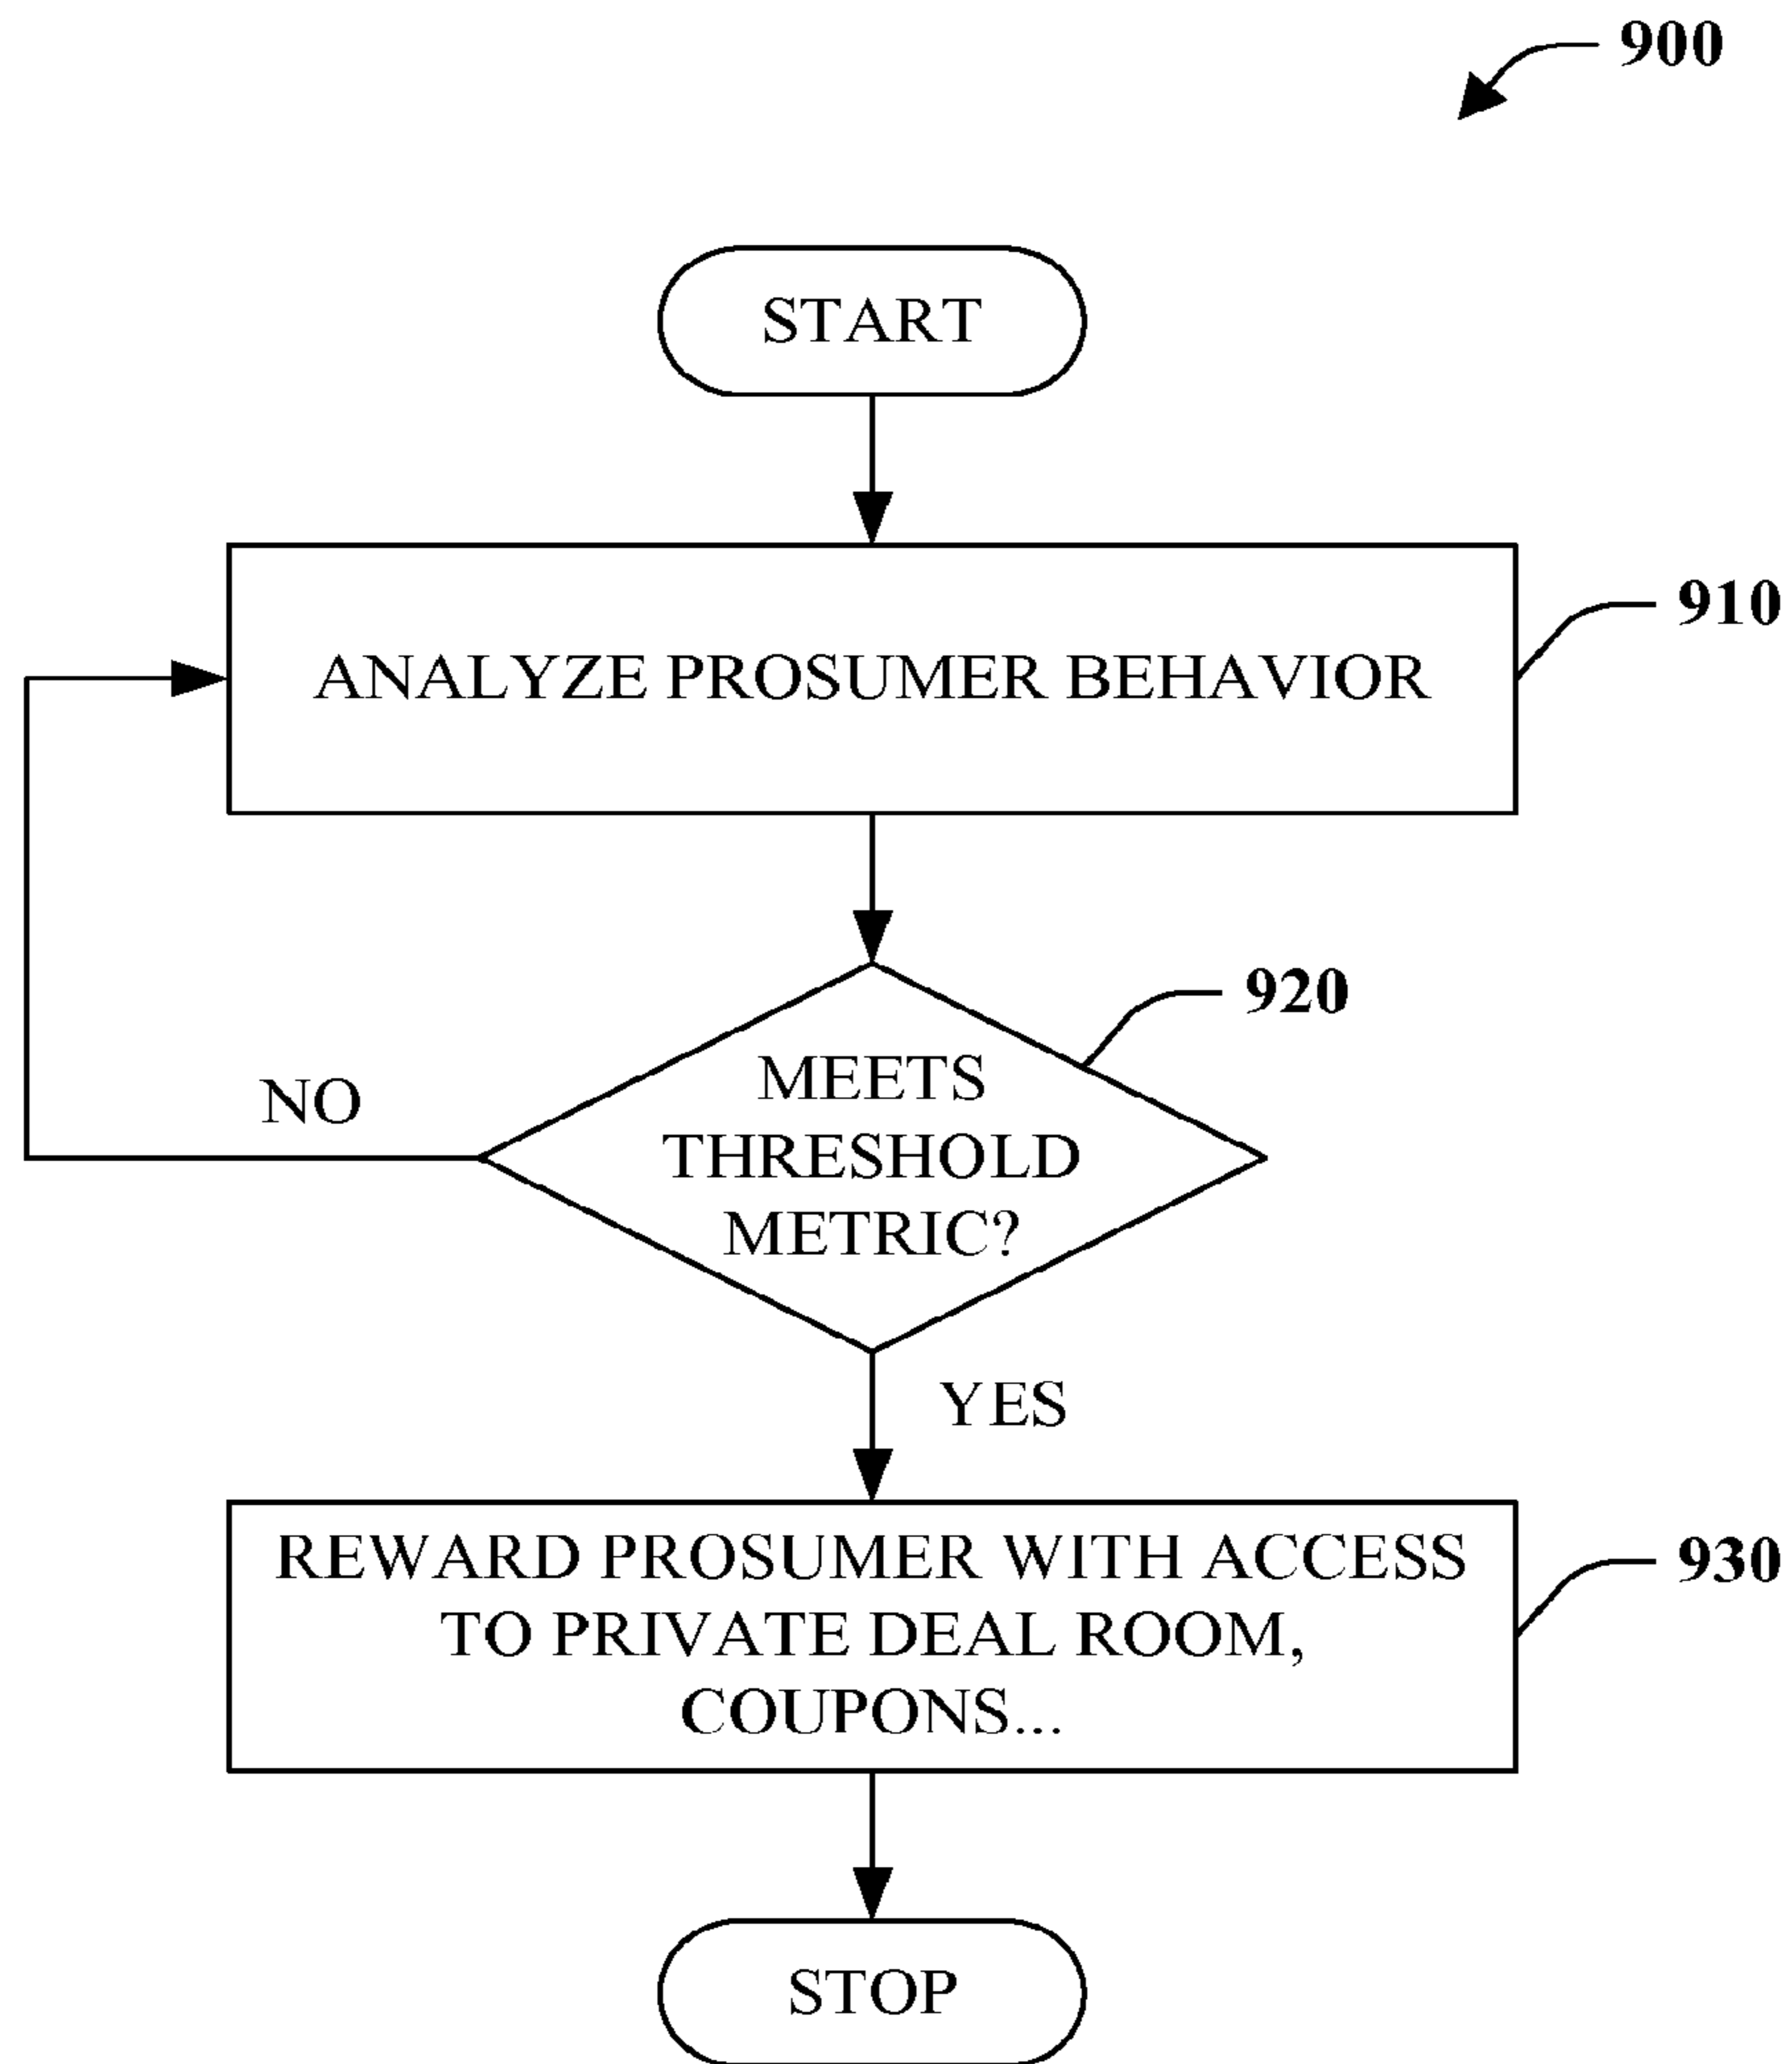 900
START
ANALYZE PROSUMER BEHAVIOR
910
920
MEETS
THRESHOLD
METRIC?
NO
YES
REWARD PROSUMER WITH ACCESS
TO PRIVATE DEAL ROOM,
COUPONS...
930
STOP